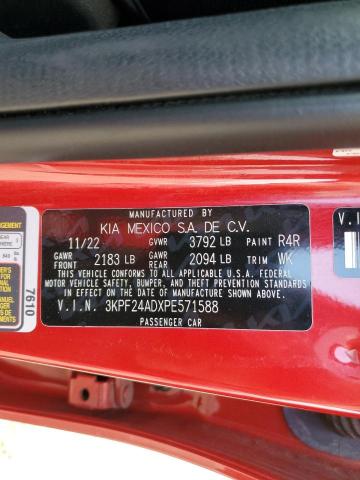 MANUFACTURED BY
KIA MEXICO S.A. DE C.V.
11/22 GVWR 3792 LB PAINT R4R
GAWR FRONT 2183 LB GAWR REAR 2094 LB TRIM WK
THIS VEHICLE CONFORMS TO ALL APPLICABLE U.S. FEDERAL
MOTOR VEHICLE SAFETY, BUMPER, AND THEFT PREVENTION STANDARDS
IN EFFECT ON THE DATE OF MANUFACTURE SHOWN ABOVE.
V.I.N. 3KPF24ADXPE571588
PASSENGER CAR
7610
V.I.